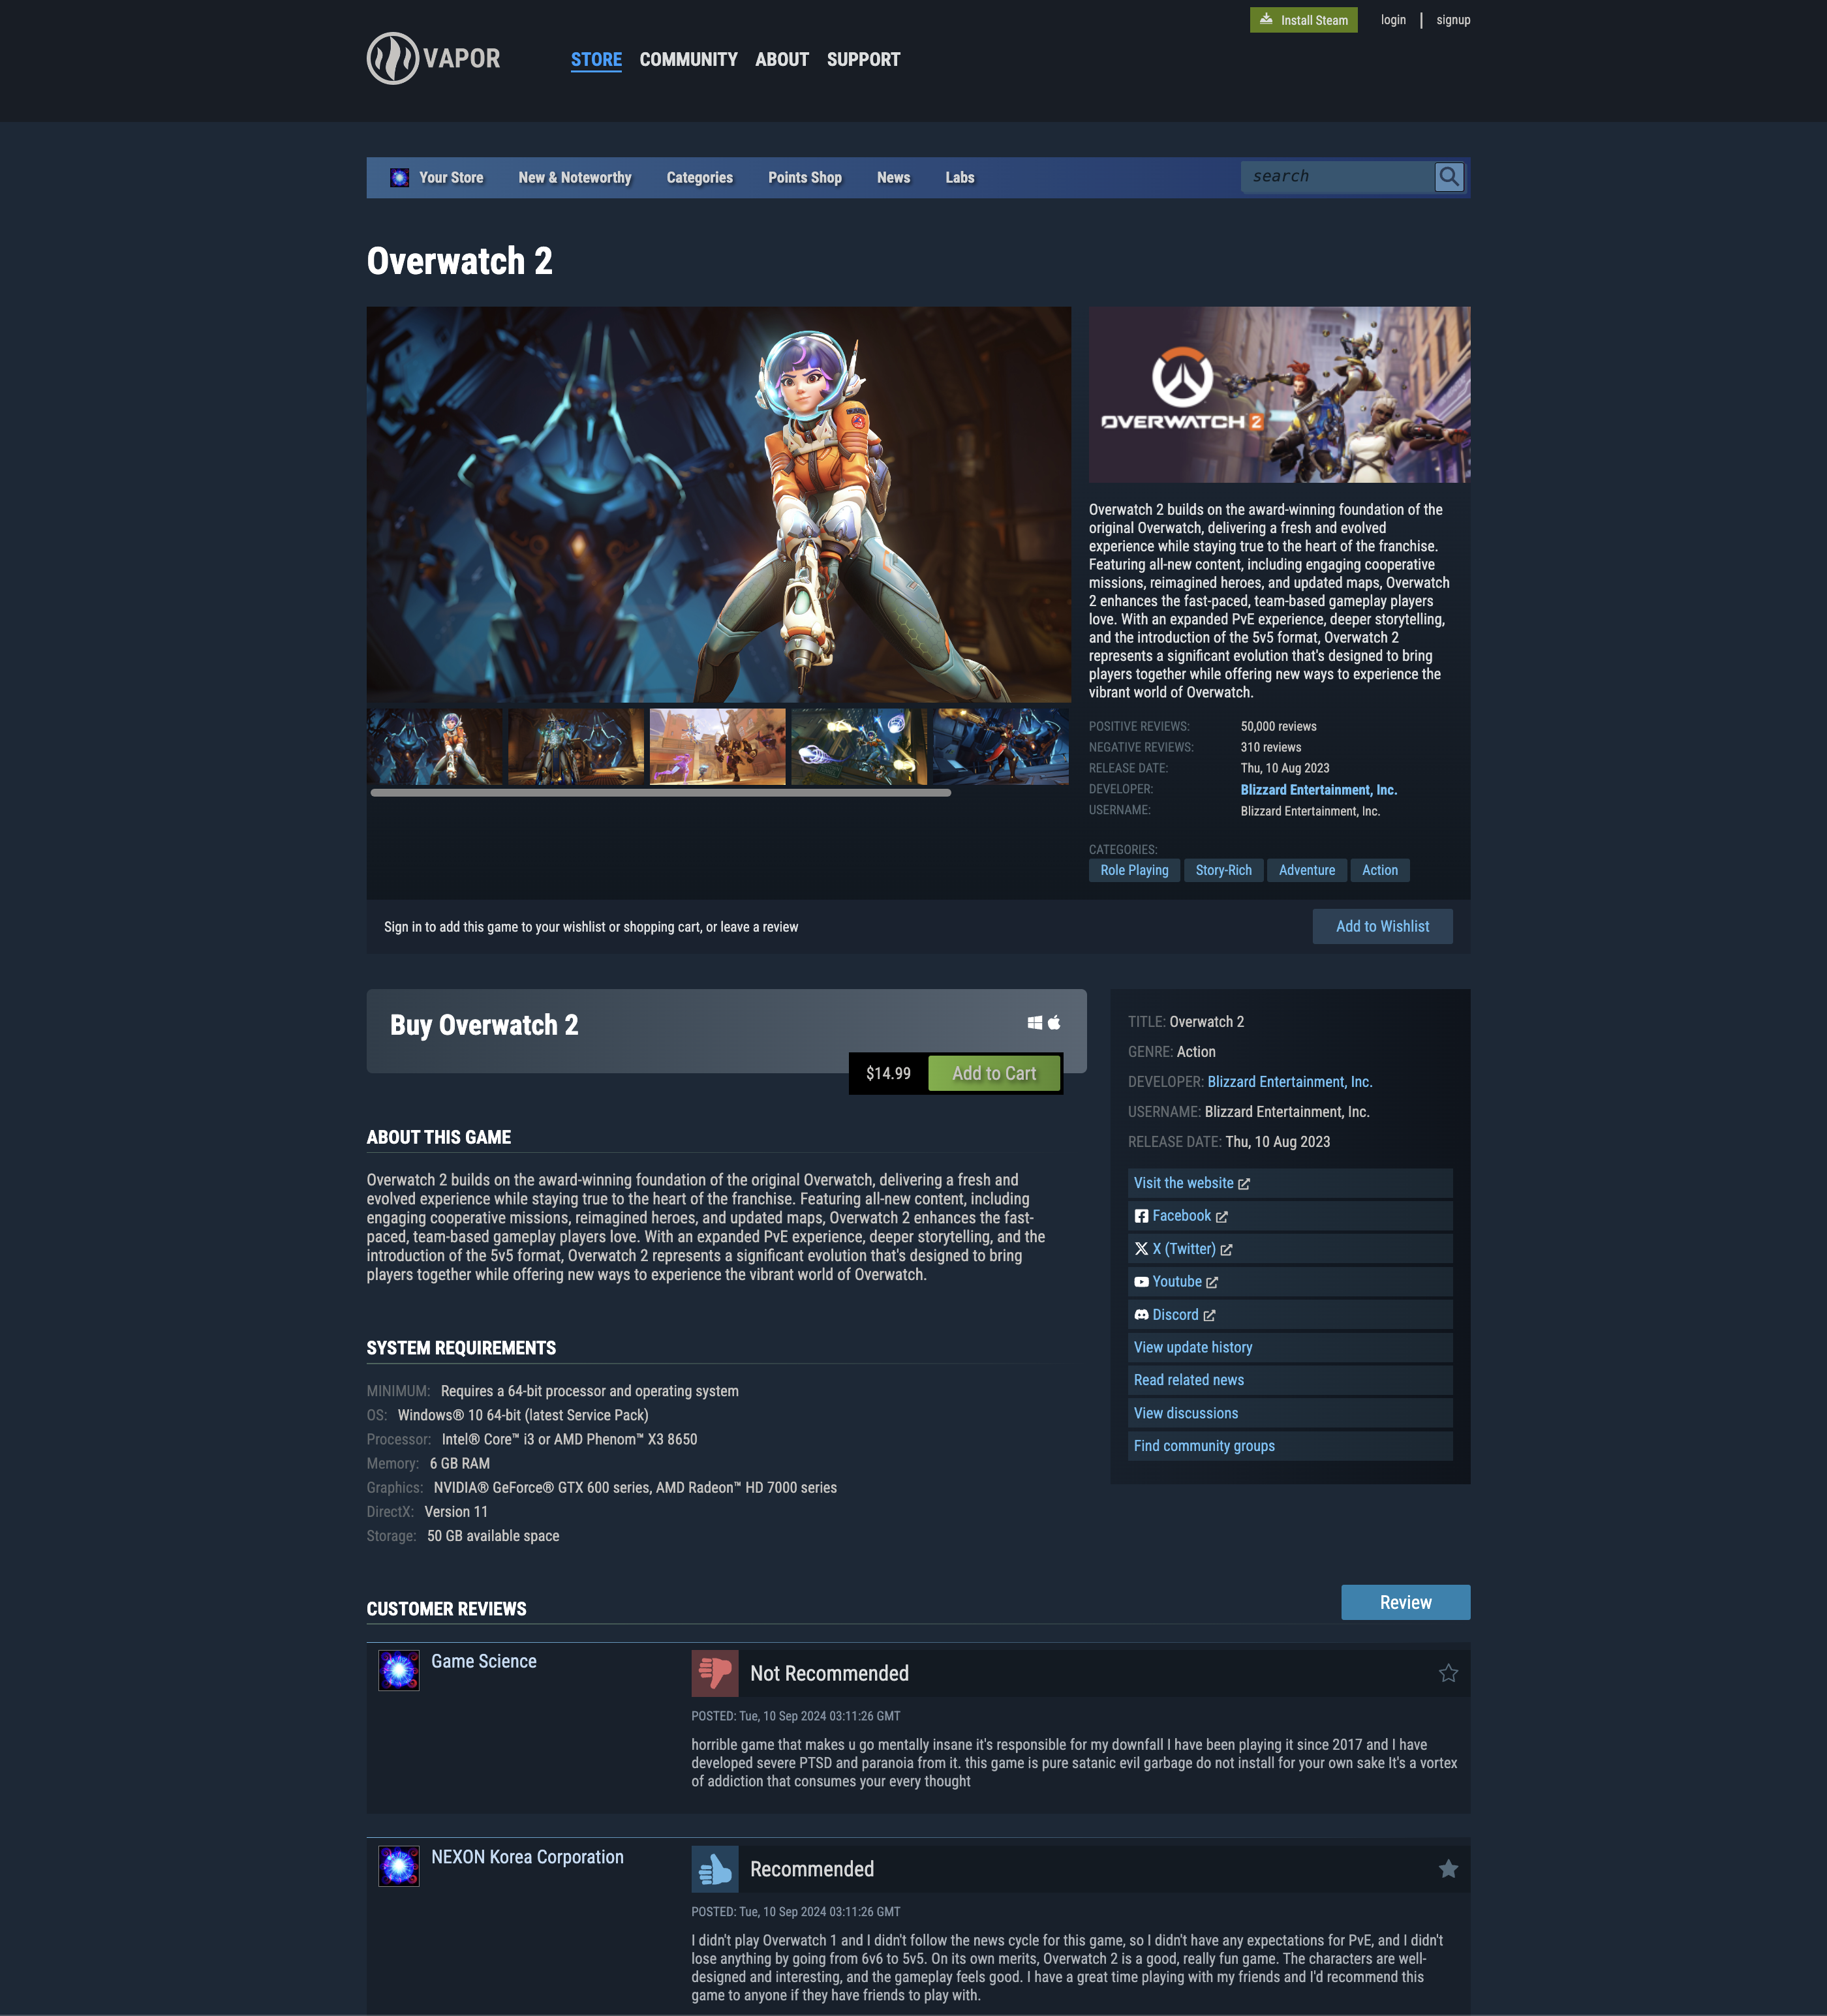 Install Steam
login | signup
VAPOR
STORE COMMUNITY ABOUT SUPPORT
Your Store New & Noteworthy Categories Points Shop News Labs search
Overwatch 2
OVERWATCH 2
Overwatch 2 builds on the award-winning foundation of the
original Overwatch, delivering a fresh and evolved
experience while staying true to the heart of the franchise.
Featuring all-new content, including engaging cooperative
missions, reimagined heroes, and updated maps, Overwatch
2 enhances the fast-paced, team-based gameplay players
love. With an expanded PvE experience, deeper storytelling,
and the introduction of the 5v5 format, Overwatch 2
represents a significant evolution that's designed to bring
players together while offering new ways to experience the
vibrant world of Overwatch.
POSITIVE REVIEWS: 50,000 reviews
NEGATIVE REVIEWS: 310 reviews
RELEASE DATE: Thu, 10 Aug 2023
DEVELOPER: Blizzard Entertainment, Inc.
USERNAME: Blizzard Entertainment, Inc.
CATEGORIES:
Role Playing Story-Rich Adventure Action
Sign in to add this game to your wishlist or shopping cart, or leave a review
Add to Wishlist
Buy Overwatch 2
$14.99 Add to Cart
ABOUT THIS GAME
Overwatch 2 builds on the award-winning foundation of the original Overwatch, delivering a fresh and
evolved experience while staying true to the heart of the franchise. Featuring all-new content, including
engaging cooperative missions, reimagined heroes, and updated maps, Overwatch 2 enhances the fast-
paced, team-based gameplay players love. With an expanded PvE experience, deeper storytelling, and the
introduction of the 5v5 format, Overwatch 2 represents a significant evolution that's designed to bring
players together while offering new ways to experience the vibrant world of Overwatch.
SYSTEM REQUIREMENTS
MINIMUM: Requires a 64-bit processor and operating system
OS: Windows® 10 64-bit (latest Service Pack)
Processor: Intel® Core™ i3 or AMD Phenom™ X3 8650
Memory: 6 GB RAM
Graphics: NVIDIA® GeForce® GTX 600 series, AMD Radeon™ HD 7000 series
DirectX: Version 11
Storage: 50 GB available space
TITLE: Overwatch 2
GENRE: Action
DEVELOPER: Blizzard Entertainment, Inc.
USERNAME: Blizzard Entertainment, Inc.
RELEASE DATE: Thu, 10 Aug 2023
Visit the website
Facebook
X (Twitter)
Youtube
Discord
View update history
Read related news
View discussions
Find community groups
CUSTOMER REVIEWS
Review
Game Science
Not Recommended
POSTED: Tue, 10 Sep 2024 03:11:26 GMT
horrible game that makes u go mentally insane it's responsible for my downfall I have been playing it since 2017 and I have
developed severe PTSD and paranoia from it. this game is pure satanic evil garbage do not install for your own sake It's a vortex
of addiction that consumes your every thought
NEXON Korea Corporation
Recommended
POSTED: Tue, 10 Sep 2024 03:11:26 GMT
I didn't play Overwatch 1 and I didn't follow the news cycle for this game, so I didn't have any expectations for PvE, and I didn't
lose anything by going from 6v6 to 5v5. On its own merits, Overwatch 2 is a good, really fun game. The characters are well-
designed and interesting, and the gameplay feels good. I have a great time playing with my friends and I'd recommend this
game to anyone if they have friends to play with.